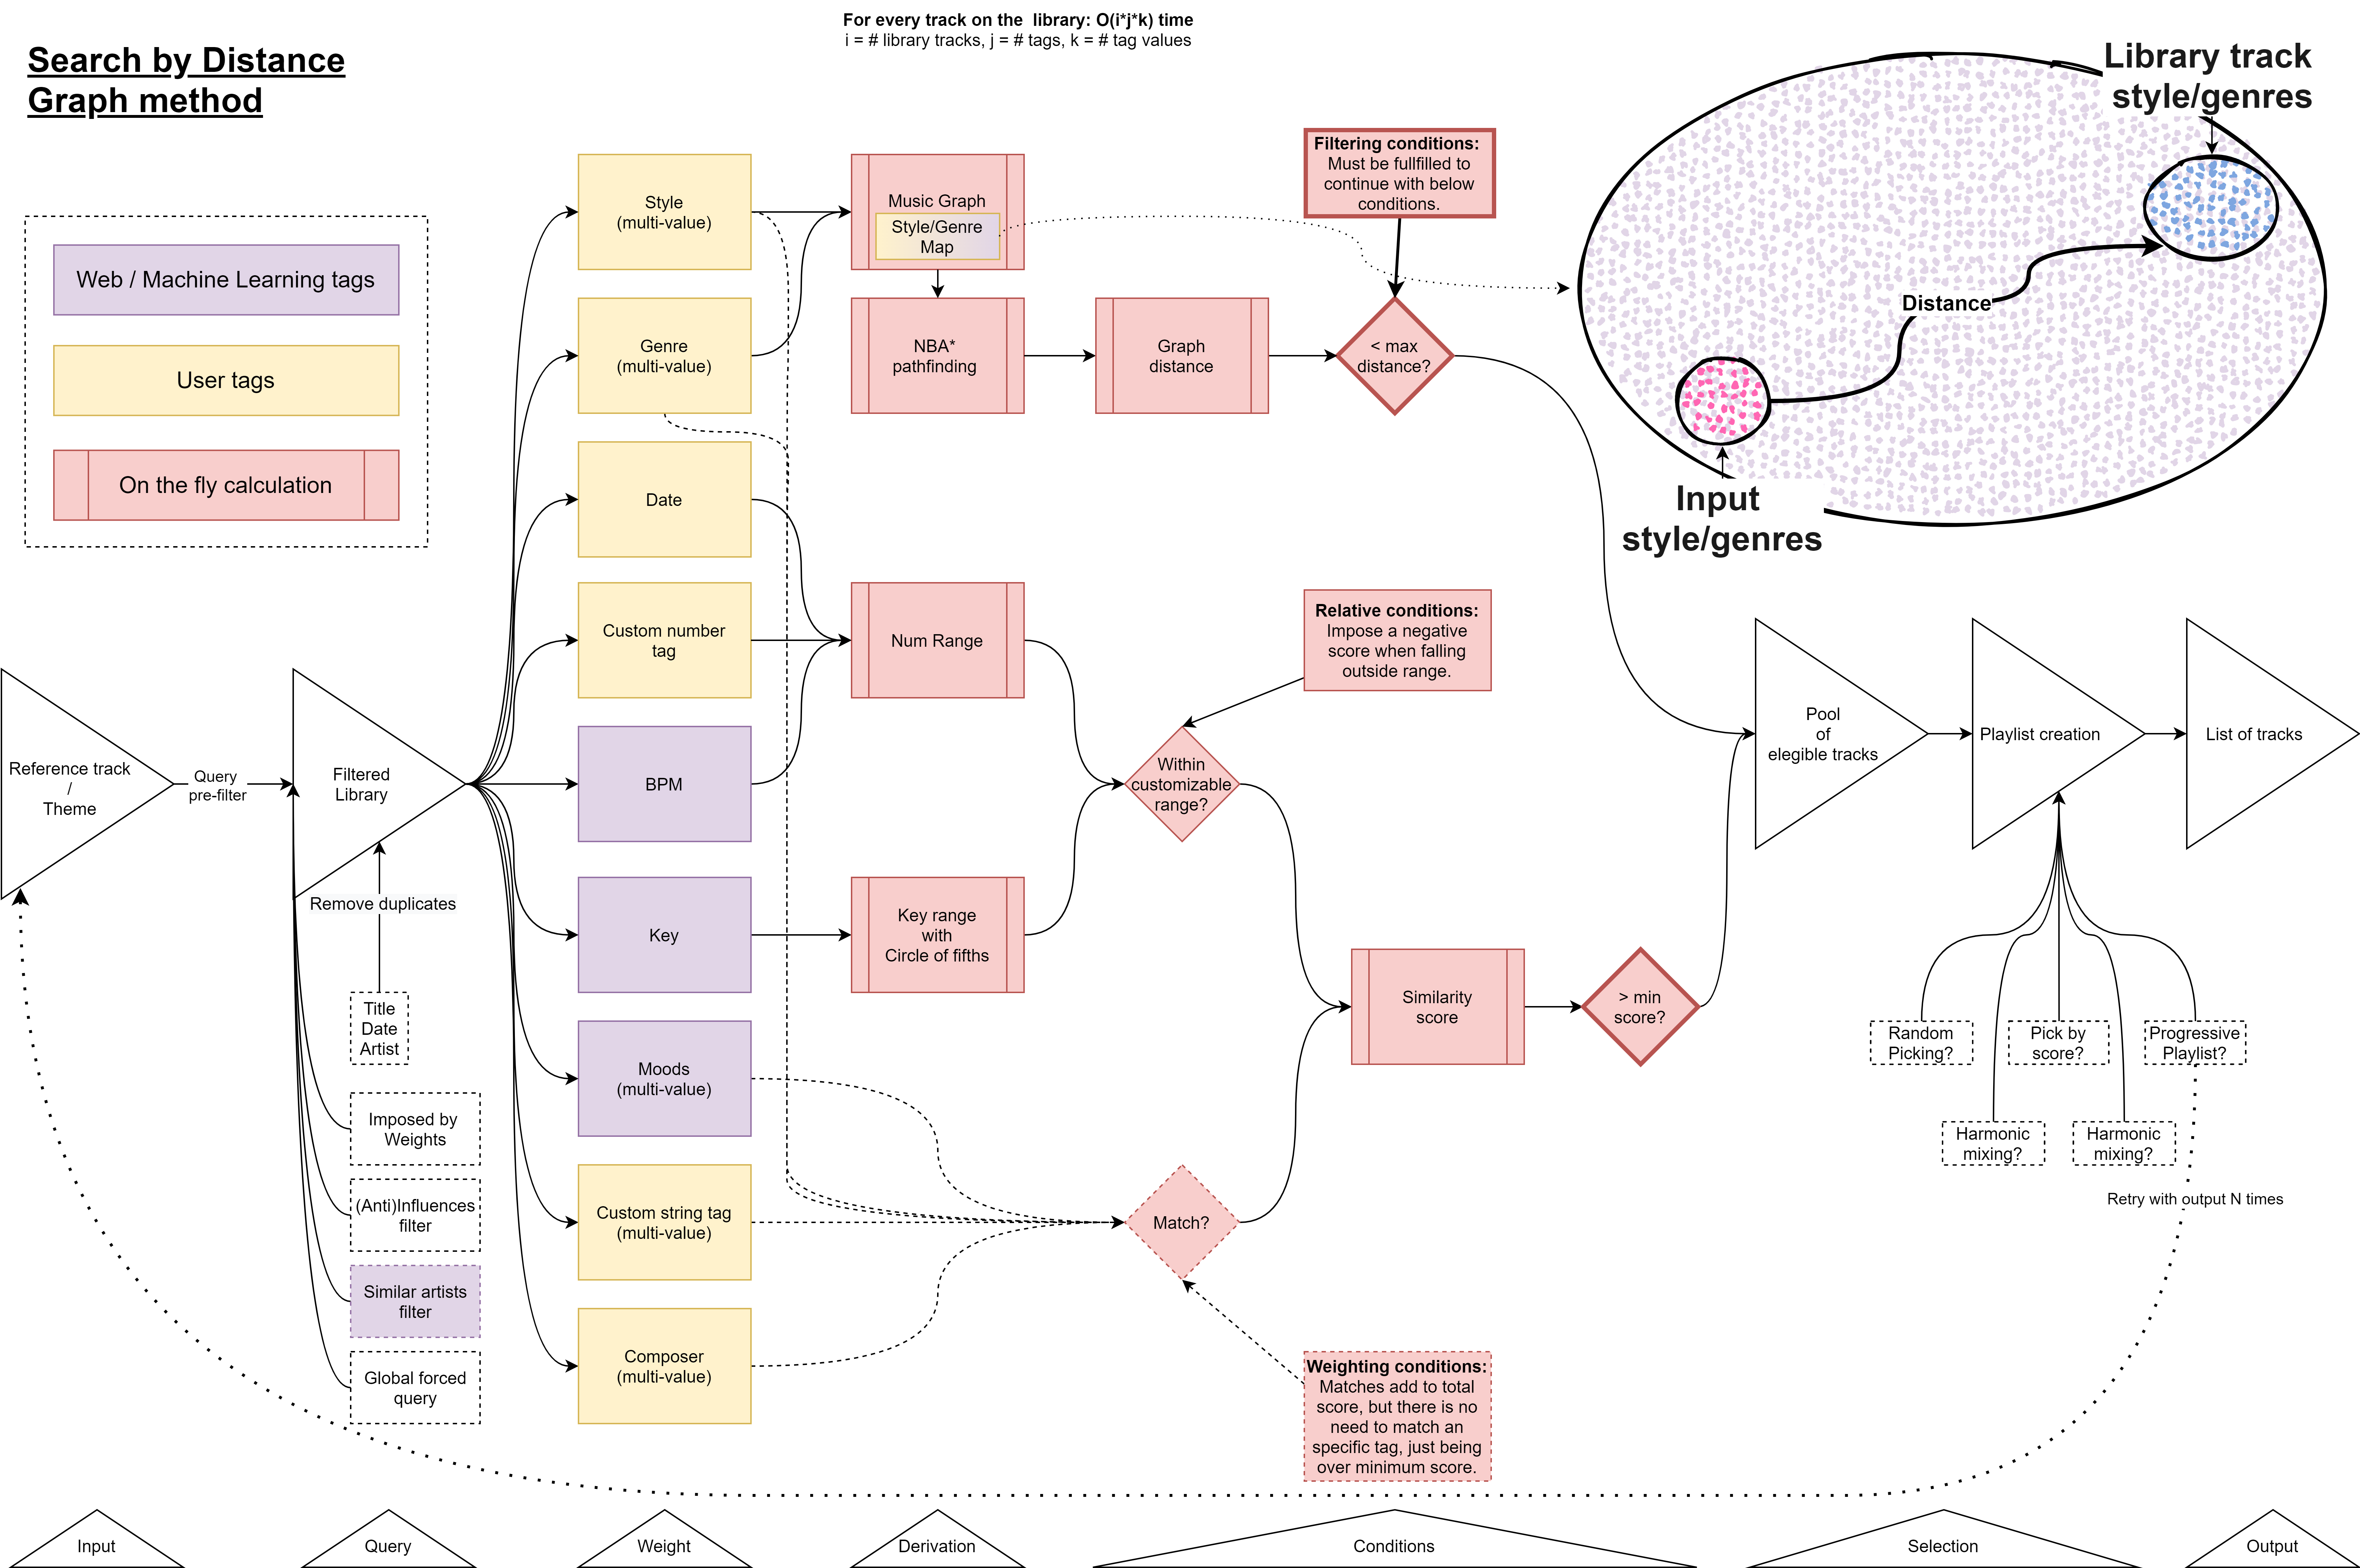 For every track on the library: O(i*j*k) time
i = # library tracks, j = # tags, k = # tag values
Search by Distance
Graph method
Library track
style/genres
Distance
Input
style/genres
Web / Machine Learning tags
User tags
On the fly calculation
Reference track
/
Theme
Query
pre-filter
Filtered
Library
Remove duplicates
Title
Date
Artist
Imposed by
Weights
(Anti)Influences
filter
Similar artists
filter
Global forced
query
Style
(multi-value)
Genre
(multi-value)
Date
Custom number
tag
BPM
Key
Moods
(multi-value)
Custom string tag
(multi-value)
Composer
(multi-value)
Music Graph
Style/Genre
Map
NBA*
pathfinding
Graph
distance
Num Range
Key range
with
Circle of fifths
Filtering conditions:
Must be fullfilled to
continue with below
conditions.
< max
distance?
Relative conditions:
Impose a negative
score when falling
outside range.
Within
customizable
range?
Match?
Weighting conditions:
Matches add to total
score, but there is no
need to match an
specific tag, just being
over minimum score.
Similarity
score
> min
score?
Pool
of
elegible tracks
Playlist creation
List of tracks
Random
Picking?
Pick by
score?
Progressive
Playlist?
Harmonic
mixing?
Harmonic
mixing?
Retry with output N times
Input
Query
Weight
Derivation
Conditions
Selection
Output